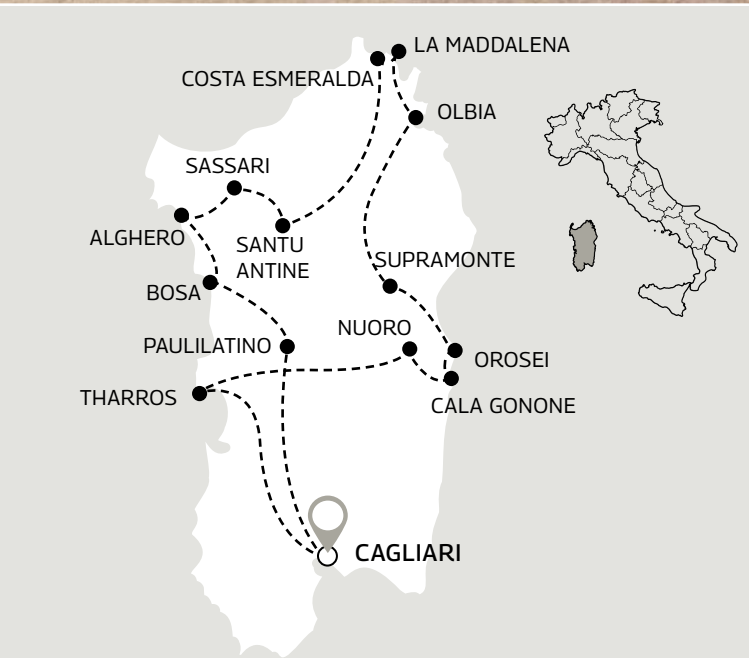 LA MADDALENA
COSTA ESMERALDA
OLBIA
SASSARI
ALGHERO
SANTU
ANTINE
SUPRAMONTE
BOSA
NUORO
PAULILATINO
OROSEI
THARROS
CALA GONONE
CAGLIARI